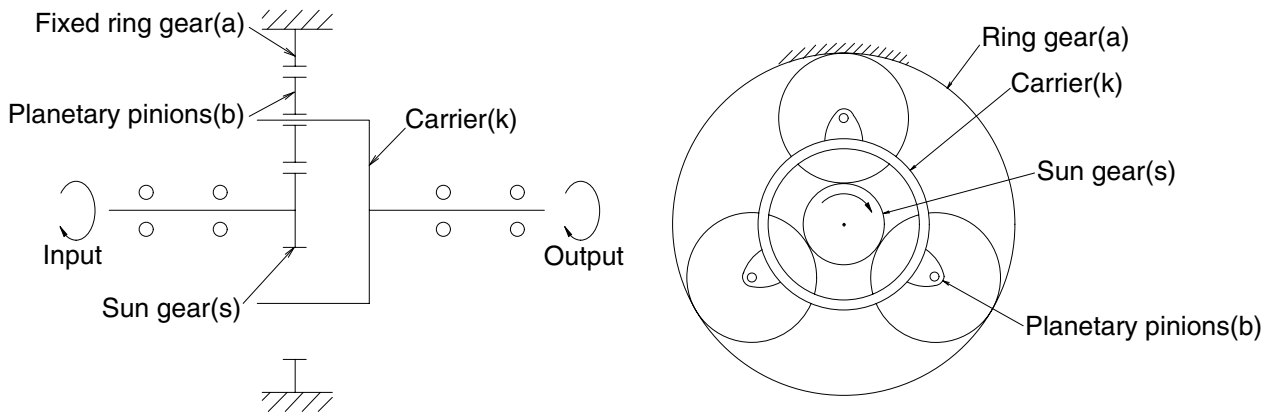 Fixed ring gear(a)
Planetary pinions(b)
Carrier(k)
Input
Output
Sun gear(s)
Ring gear(a)
Carrier(k)
Sun gear(s)
Planetary pinions(b)